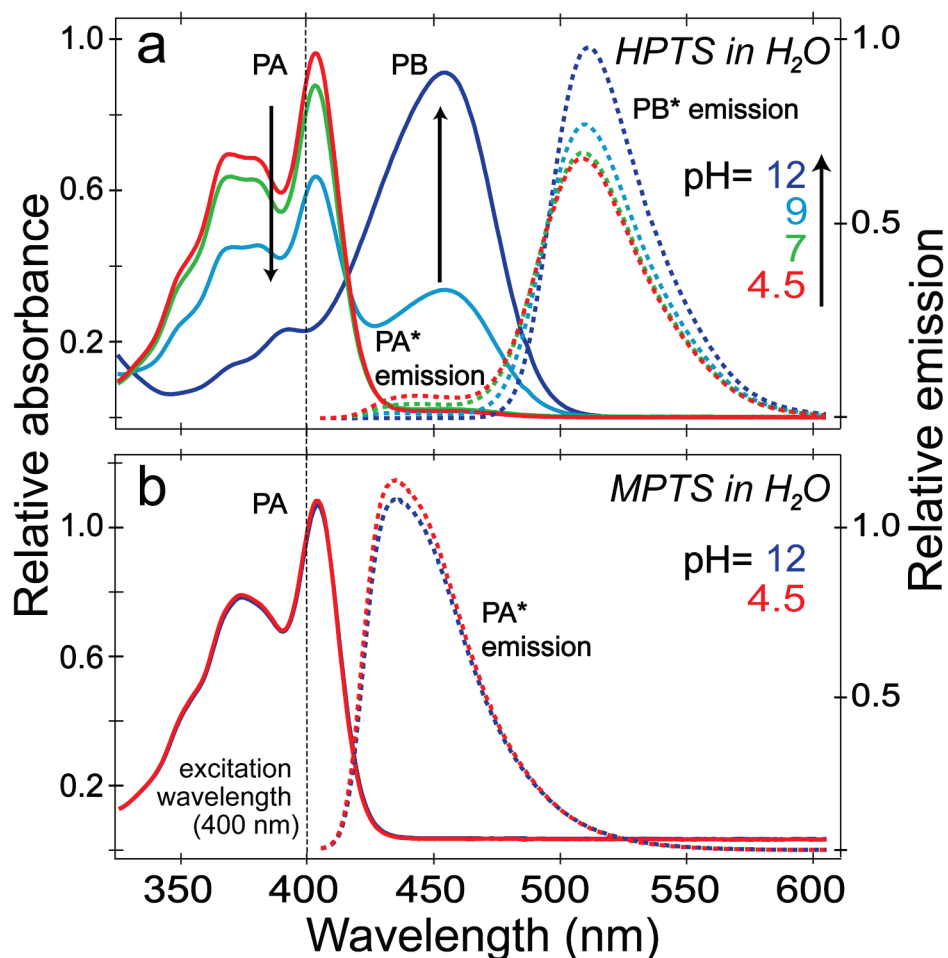 a
PA
PB
HPTS in H2O
PB* emission
pH= 12
9
7
4.5
PA*
emission
1.0
0.6
0.2
1.0
0.5
0
b
PA
MPTS in H2O
pH= 12
4.5
PA*
emission
excitation
wavelength
(400 nm)
1.0
0.6
0.2
1.0
0.5
0
350
400
450
500
550
600
Wavelength (nm)
Relative absorbance
Relative emission